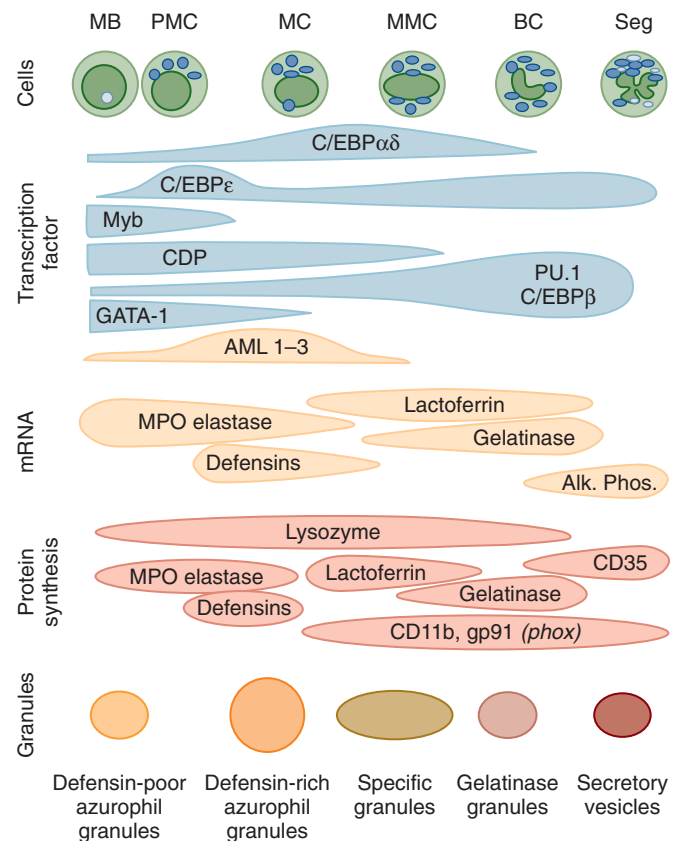 MB PMC MC MMC BC Seg
Cells
Transcription
factor
C/EBPαδ
C/EBPε
Myb
CDP
PU.1
C/EBPβ
GATA-1
AML 1–3
mRNA
Lactoferrin
MPO elastase
Gelatinase
Defensins
Alk. Phos.
Protein
synthesis
Lysozyme
CD35
MPO elastase
Lactoferrin
Gelatinase
Defensins
CD11b, gp91 (phox)
Granules
Defensin-poor
azurophil
granules
Defensin-rich
azurophil
granules
Specific
granules
Gelatinase
granules
Secretory
vesicles